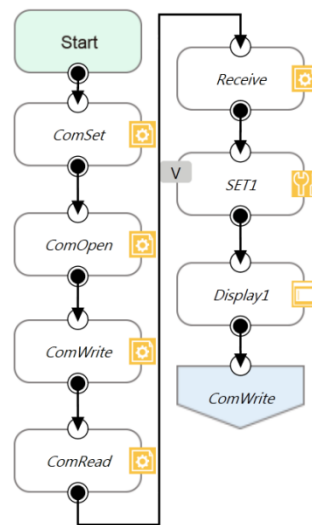 Start
ComSet
ComOpen
ComWrite
ComRead
Receive
V
SET1
Display1
ComWrite